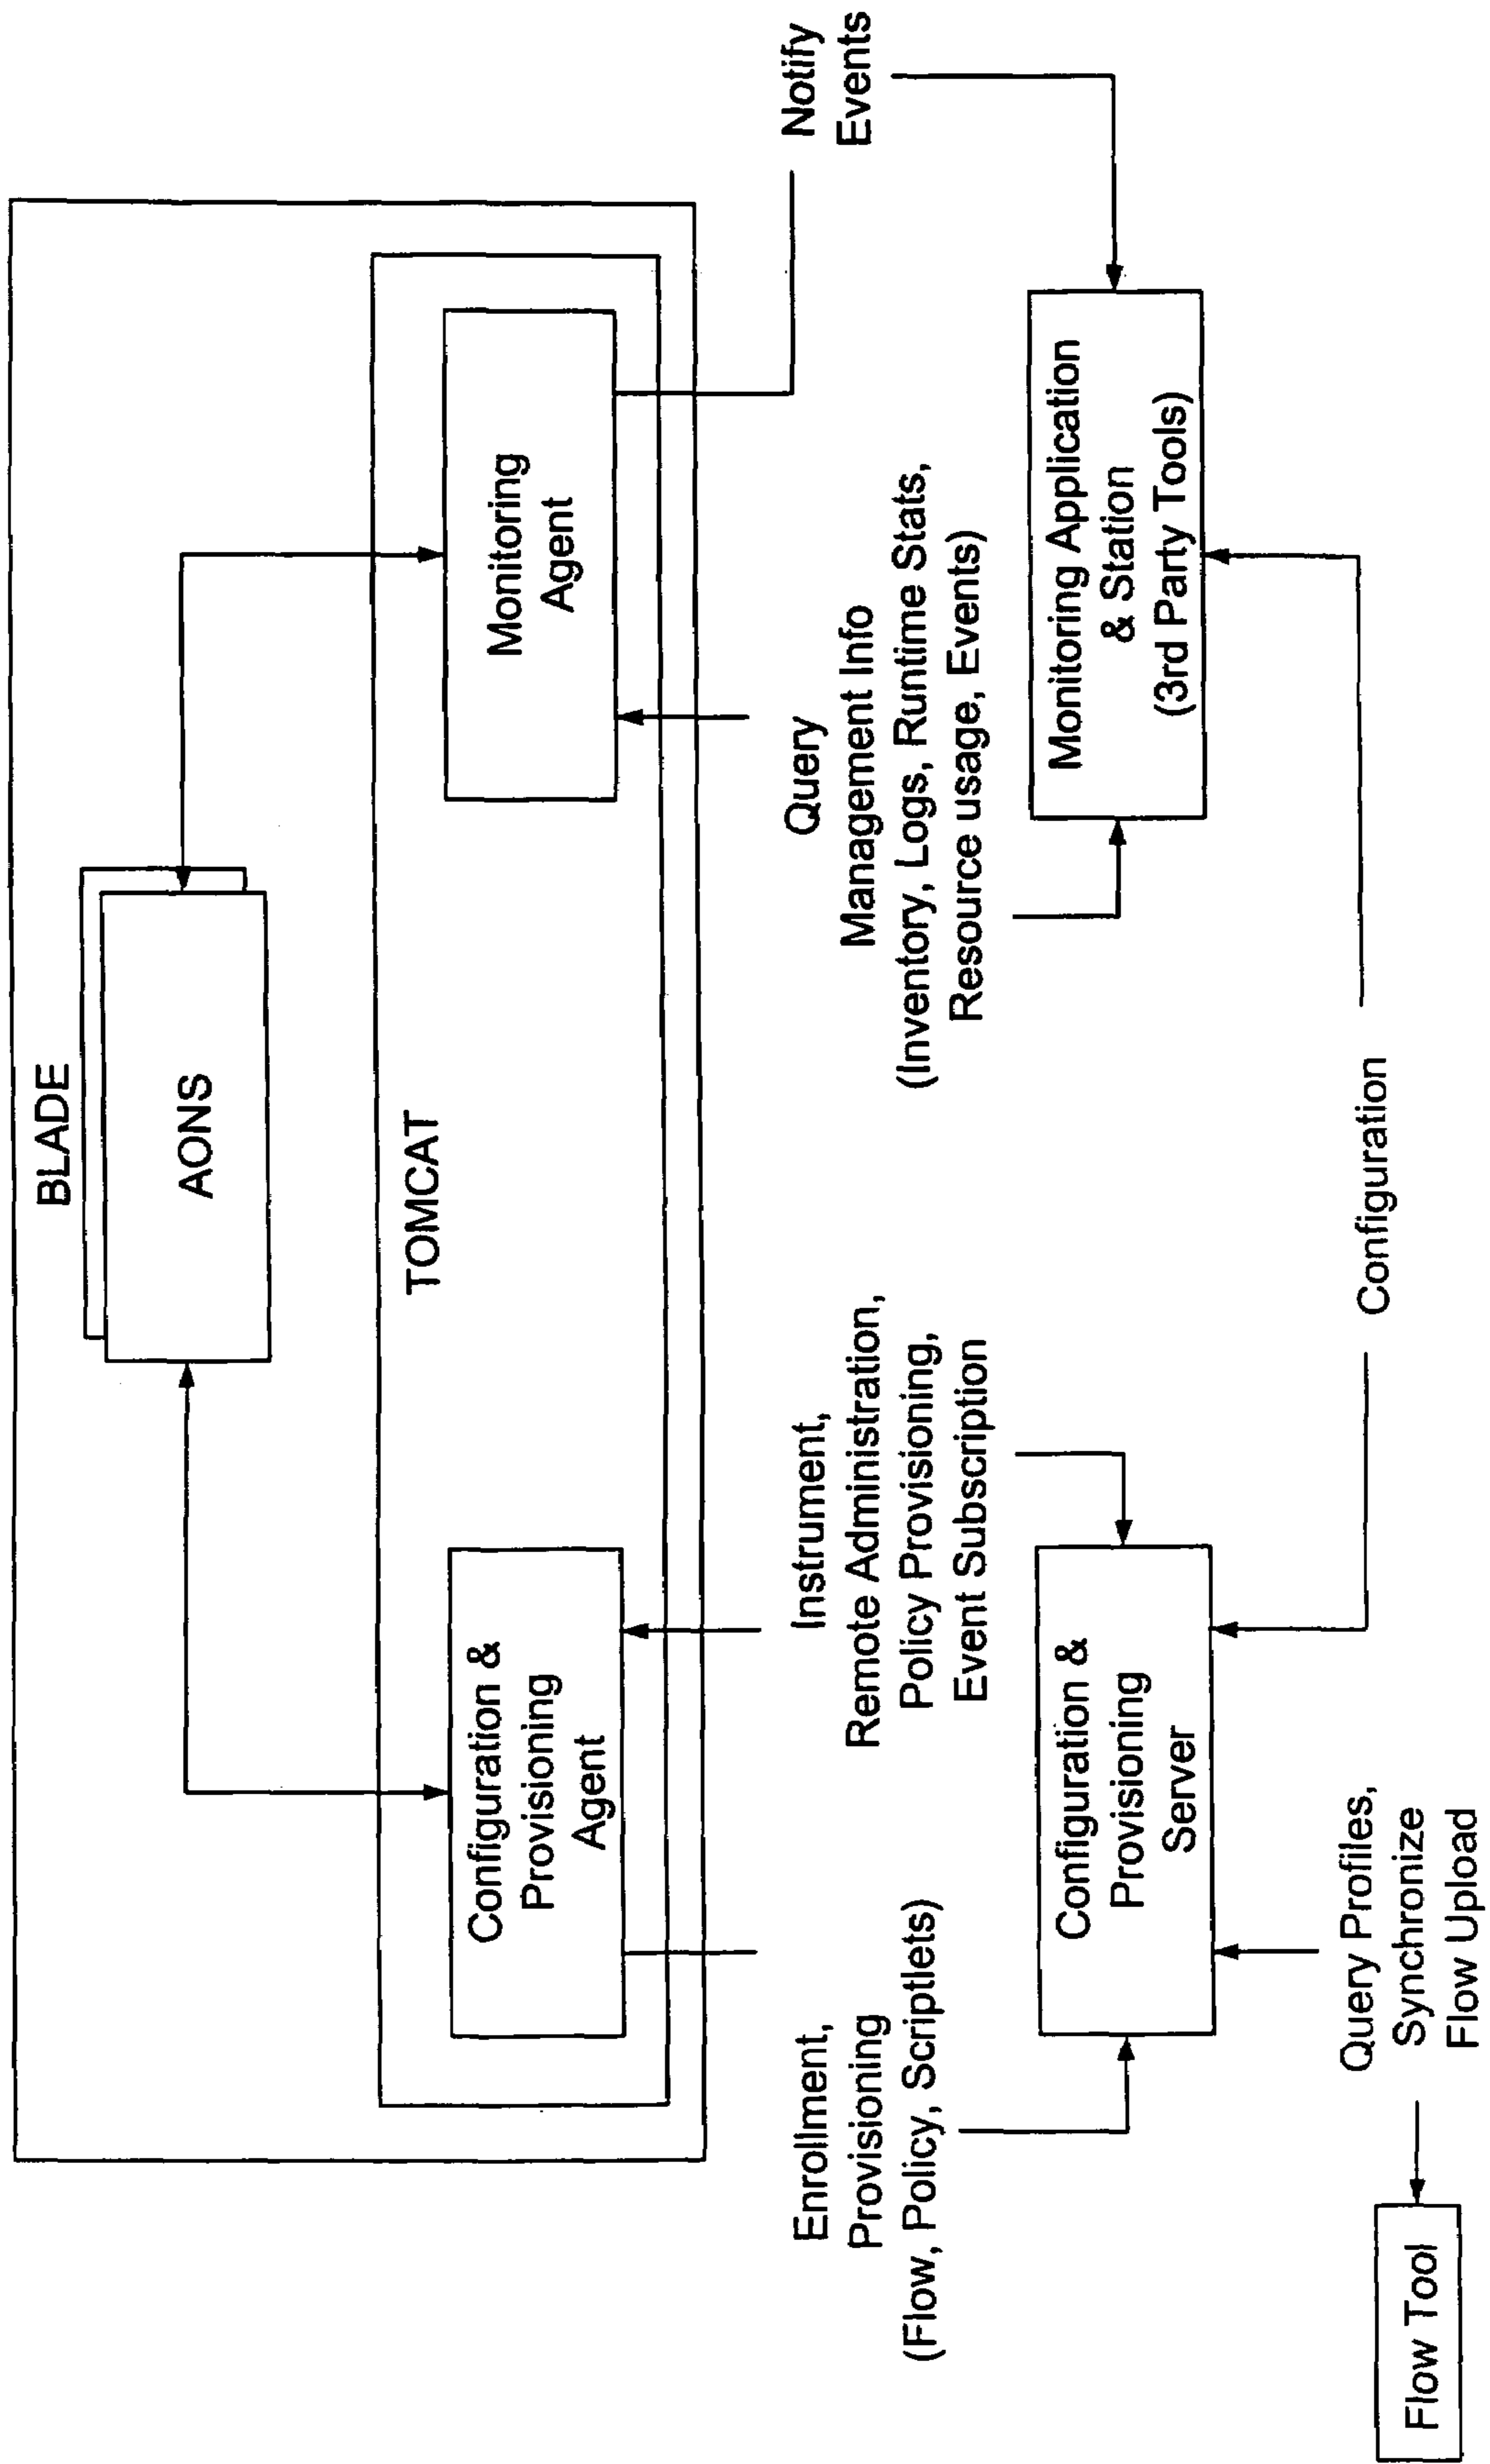 BLADE
AONS
TOMCAT
Configuration &
Provisioning
Agent
Monitoring
Agent
Enrollment,
Provisioning
(Flow, Policy, Scriptlets)
Instrument,
Remote Administration,
Policy Provisioning,
Event Subscription
Query
Management Info
(Inventory, Logs, Runtime Stats,
Resource usage, Events)
Notify
Events
Configuration &
Provisioning
Server
Monitoring Application
& Station
(3rd Party Tools)
Flow Tool
Query Profiles,
Synchronize
Flow Upload
Configuration